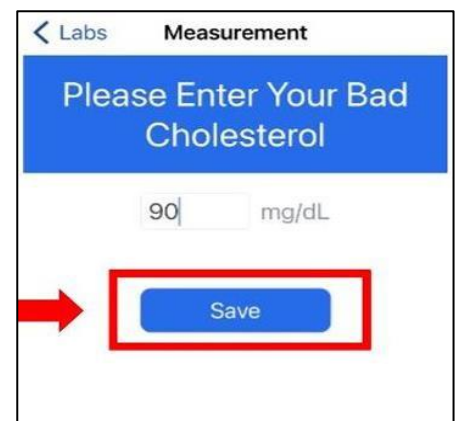 Labs Measurement
Please Enter Your Bad
Cholesterol
90 mg/dL
Save